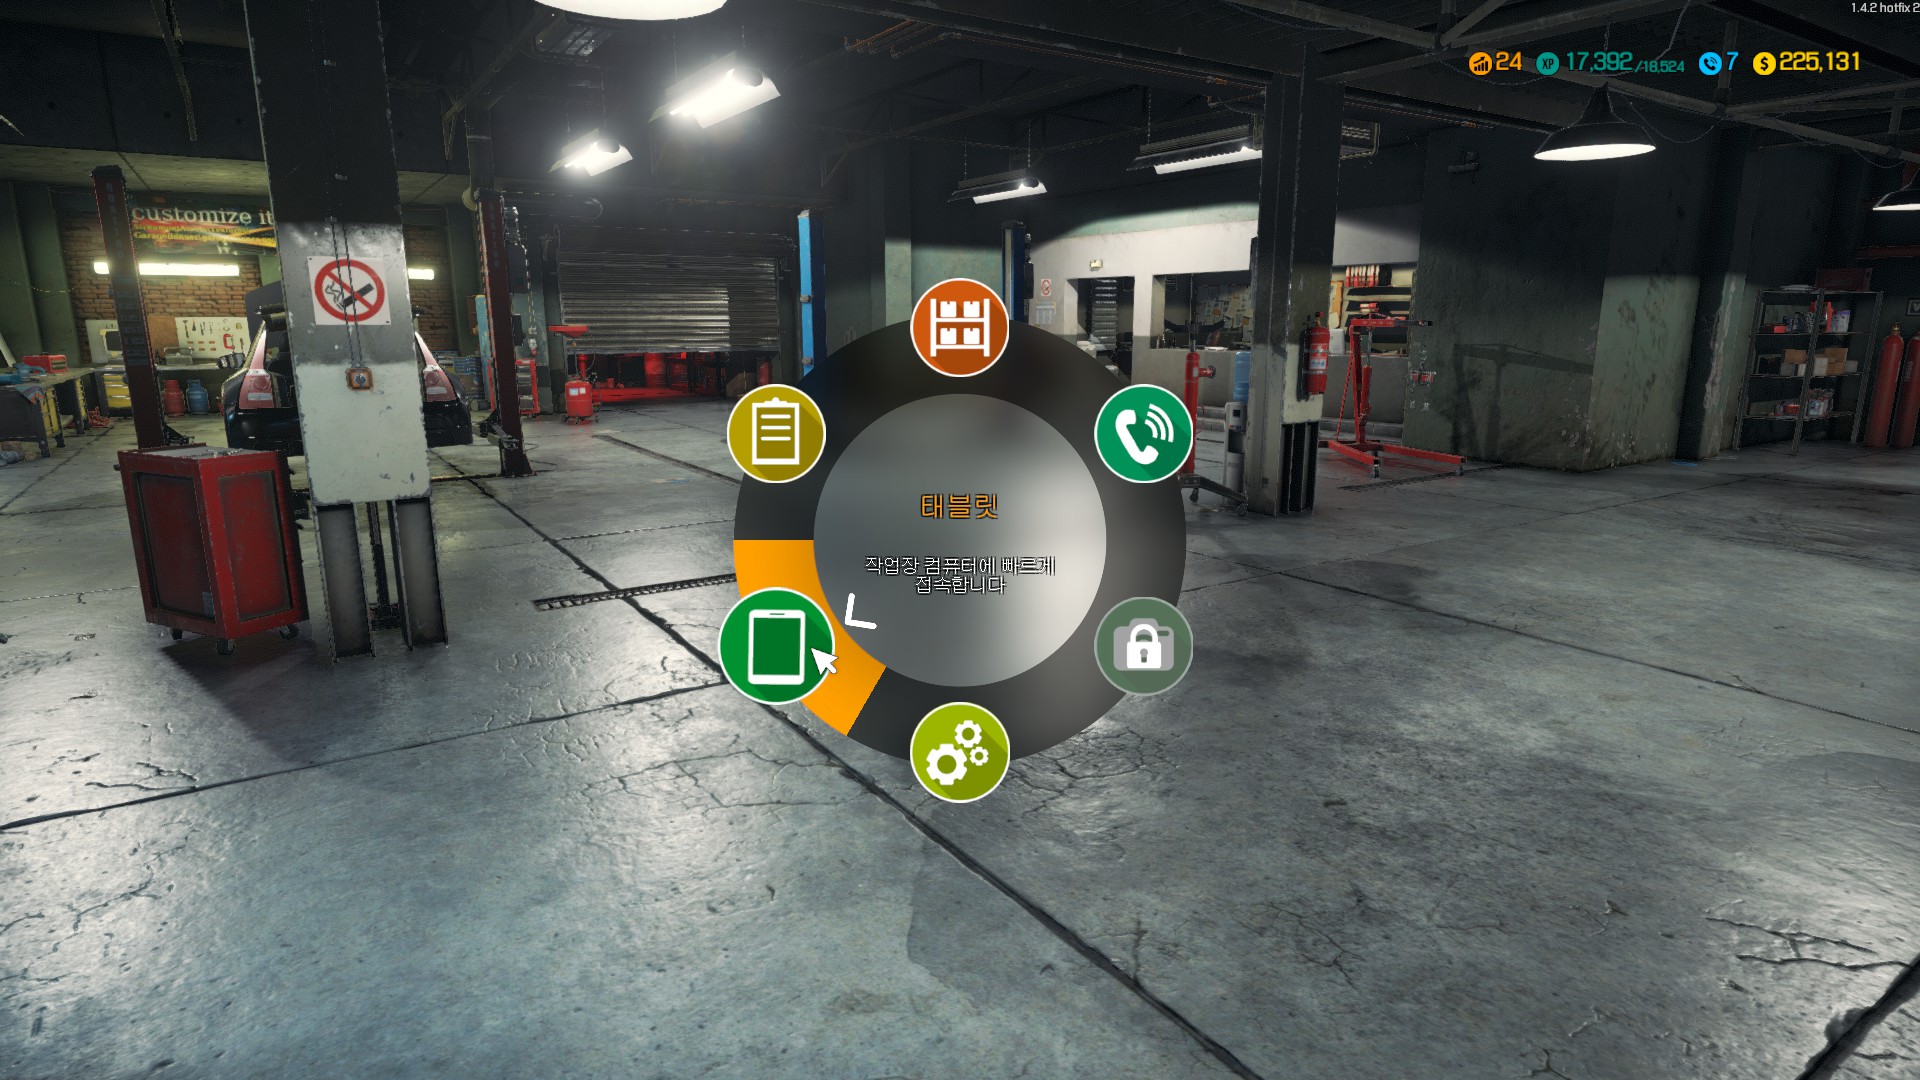 1.4.2 hotfix 2
24 XP 17,392/18,524 7 $ 225,131
customize it
태블릿
작업장 컴퓨터에 빠르게
접속합니다